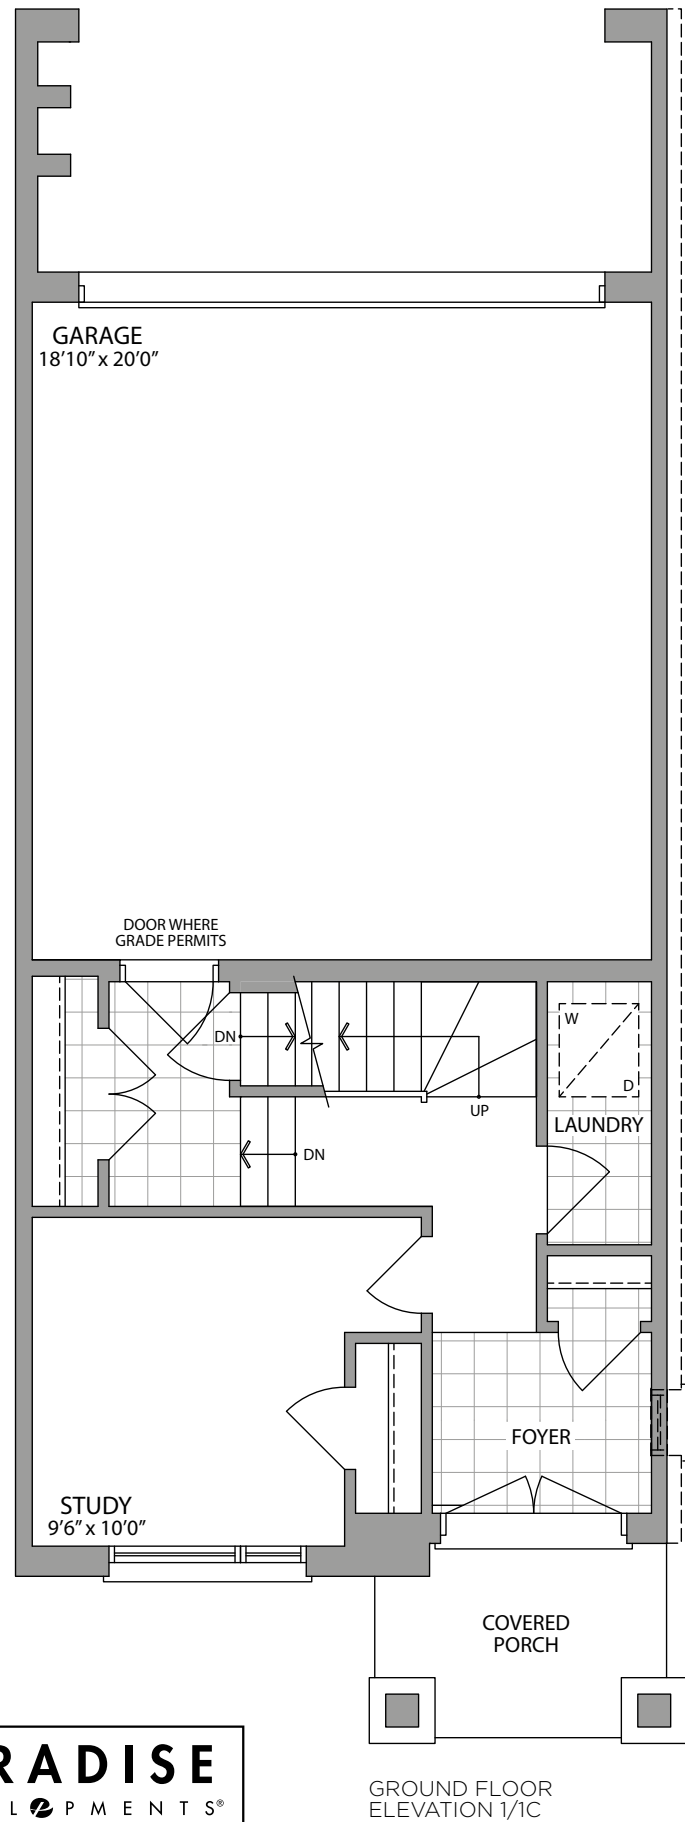 GARAGE
18'10" x 20'0"
DOOR WHERE
GRADE PERMITS
DN
W
D
LAUNDRY
UP
DN
FOYER
STUDY
9'6" x 10'0"
COVERED
PORCH
RADISE
L PMENTS®
GROUND FLOOR
ELEVATION 1/1C